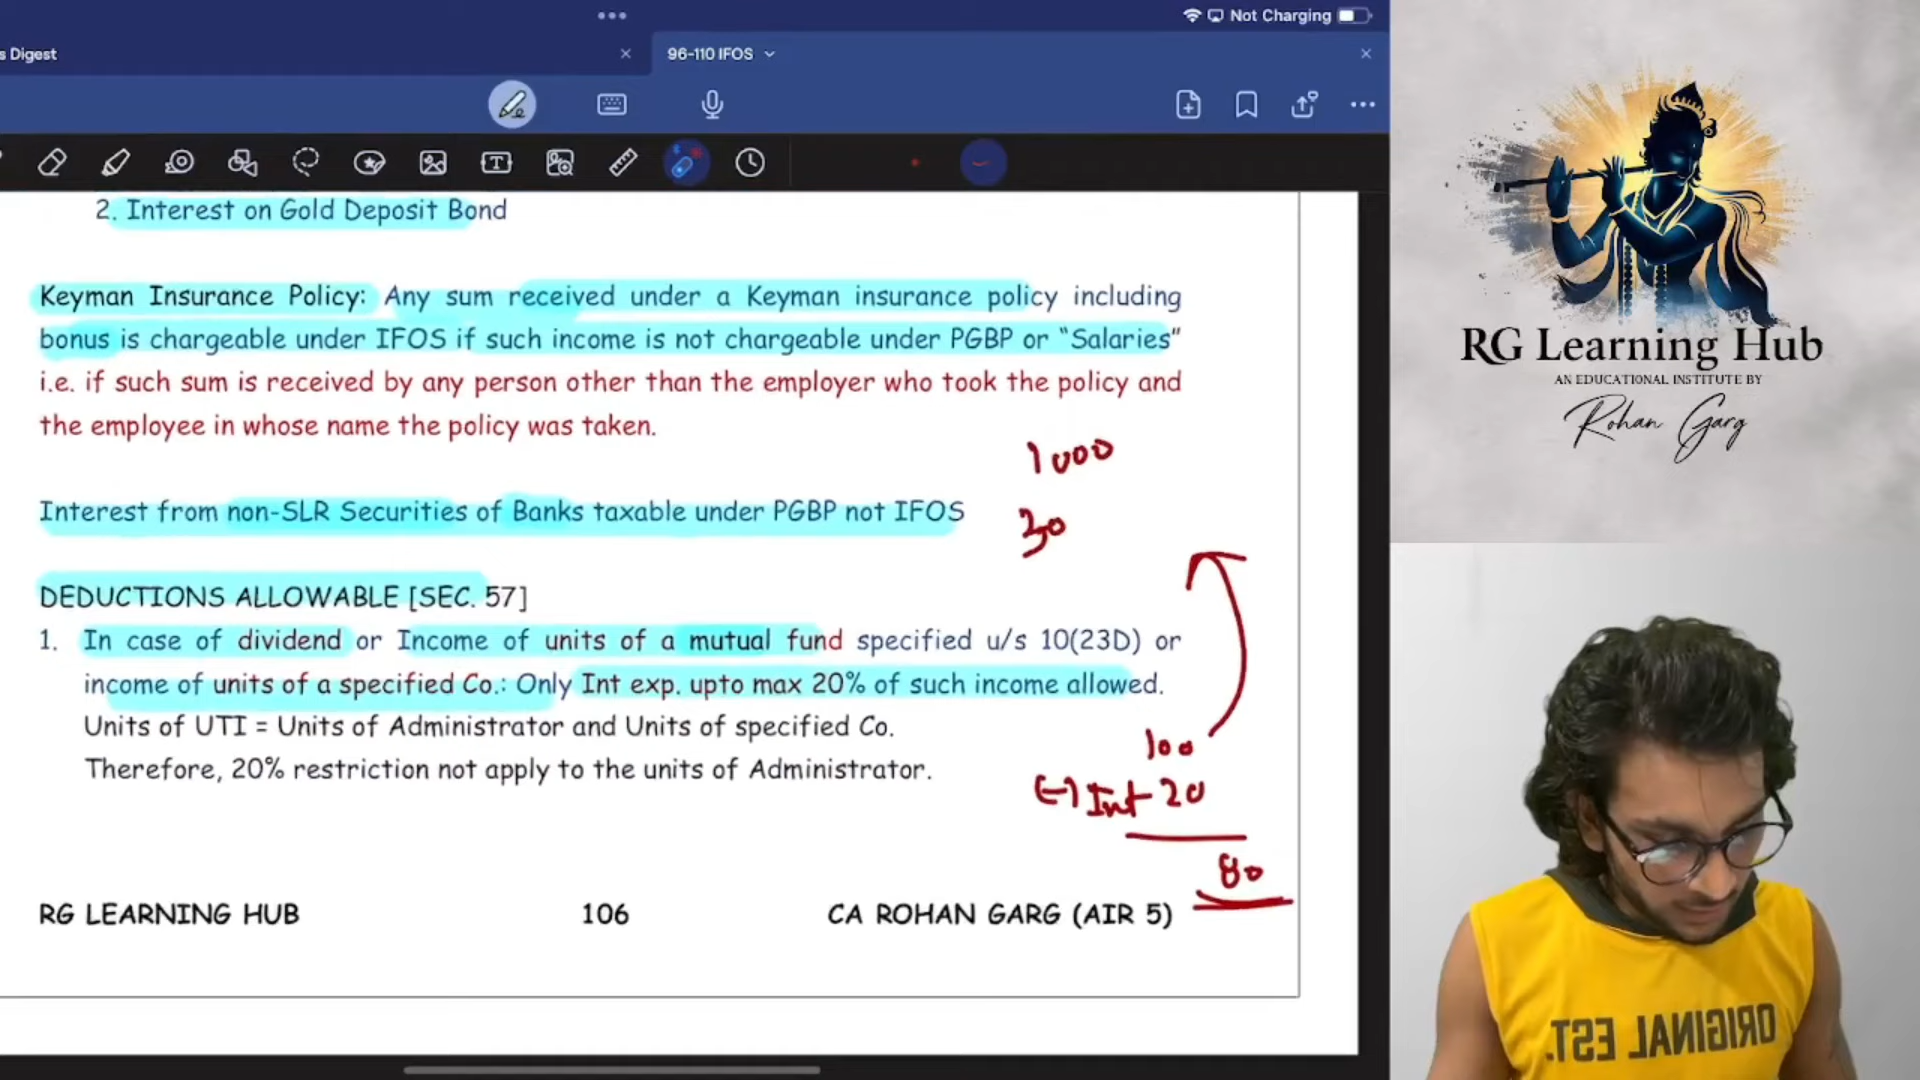 Not Charging
s Digest
96-110 IFOS
2. Interest on Gold Deposit Bond
Keyman Insurance Policy: Any sum received under a Keyman insurance policy including
bonus is chargeable under IFOS if such income is not chargeable under PGBP or “Salaries”
i.e. if such sum is received by any person other than the employer who took the policy and
the employee in whose name the policy was taken.
1000
Interest from non-SLR Securities of Banks taxable under PGBP not IFOS
30
DEDUCTIONS ALLOWABLE [SEC. 57]
1. In case of dividend or Income of units of a mutual fund specified u/s 10(23D) or
income of units of a specified Co.: Only Int exp. upto max 20% of such income allowed.
Units of UTI = Units of Administrator and Units of specified Co.
Therefore, 20% restriction not apply to the units of Administrator.
100
(-) Int 20
80
RG LEARNING HUB 106 CA ROHAN GARG (AIR 5)
RG Learning Hub
AN EDUCATIONAL INSTITUTE BY
Rohan Garg
ORIGINAL EST.